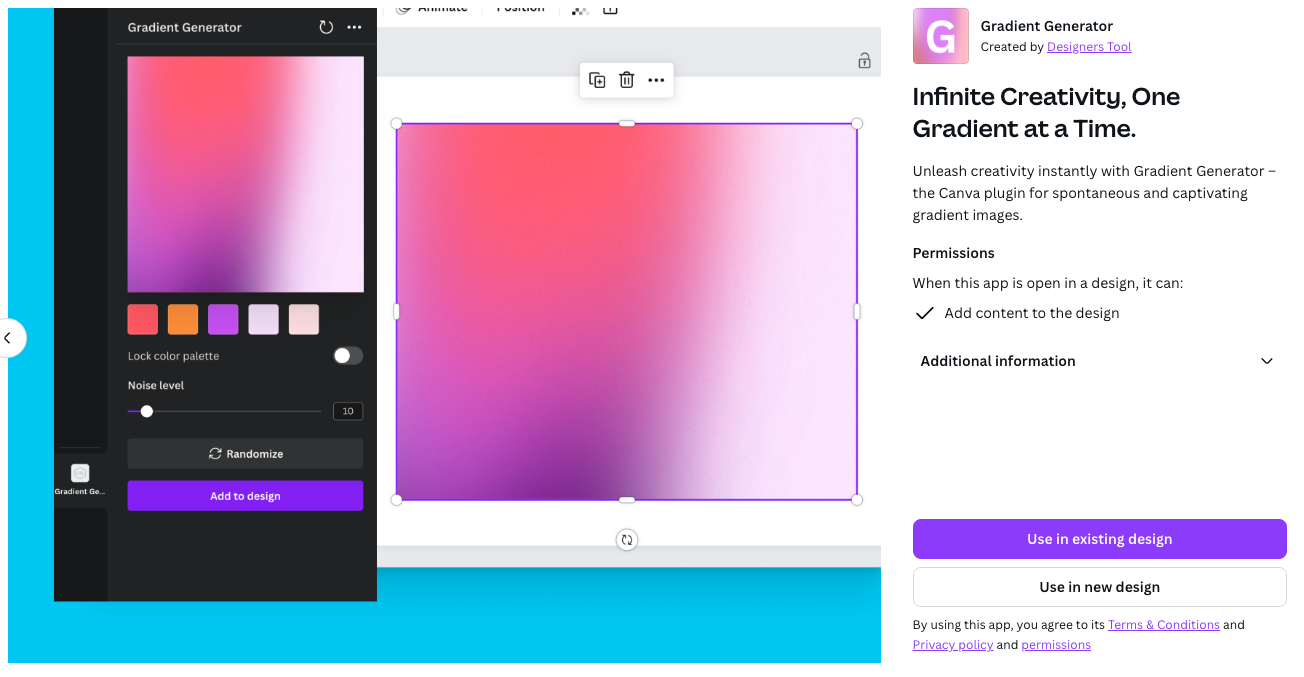 Animate
Position
Gradient Generator
Lock color palette
Noise level
10
Randomize
Gradient Ge...
Add to design
G
Gradient Generator
Created by Designers Tool
Infinite Creativity, One
Gradient at a Time.
Unleash creativity instantly with Gradient Generator –
the Canva plugin for spontaneous and captivating
gradient images.
Permissions
When this app is open in a design, it can:
Add content to the design
Additional information
Use in existing design
Use in new design
By using this app, you agree to its Terms & Conditions and
Privacy policy and permissions